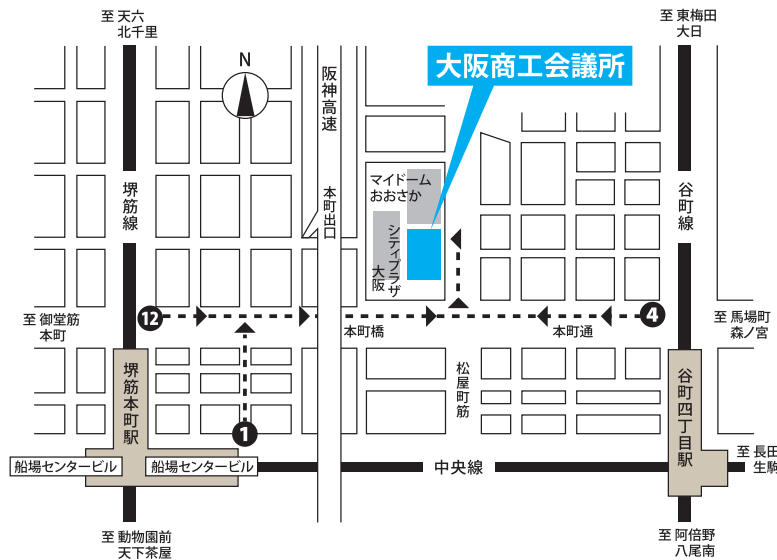 至 天六
北千里
至 東梅田
大日
N
阪神高速
大阪商工会議所
本町出口
マイドーム
おおさか
シティプラザ
大阪
堺筋線
谷町線
至 御堂筋
本町
12
本町橋
本町通
4
至 馬場町
森ノ宮
堺筋本町駅
松屋町筋
谷町四丁目駅
1
船場センタービル
船場センタービル
中央線
至 長田
生駒
至 動物園前
天下茶屋
至 阿倍野
八尾南